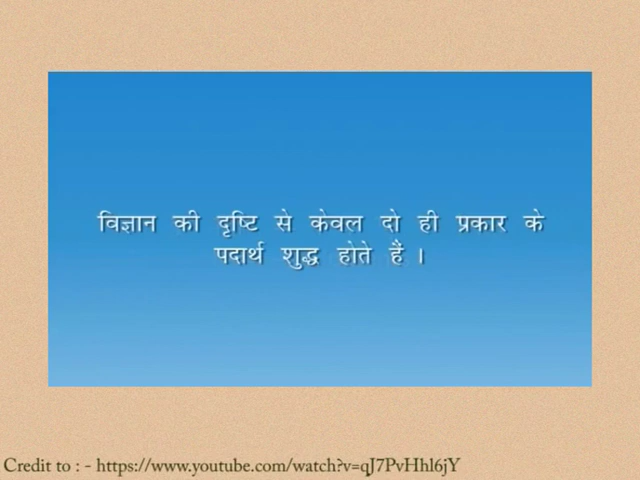 विज्ञान की दृष्टि से केवल दो ही प्रकार के
पदार्थ शुद्ध होते हैं ।
Credit to : - https://www.youtube.com/watch?v=qJ7PvHhl6jY